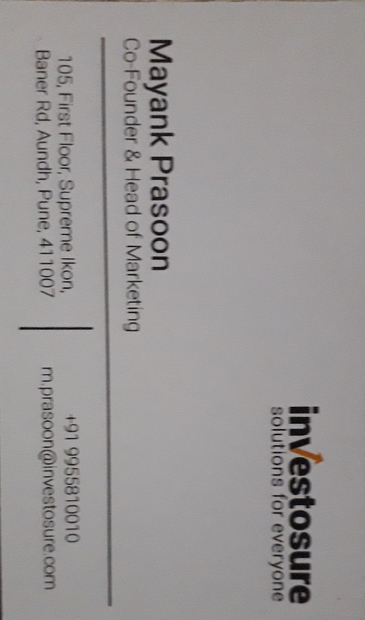 investosure
solutions for everyone
Mayank Prasoon
Co-Founder & Head of Marketing
105, First Floor, Supreme Ikon,
Baner Rd, Aundh, Pune, 411007
+91 9955810010
m.prasoon@investosure.com